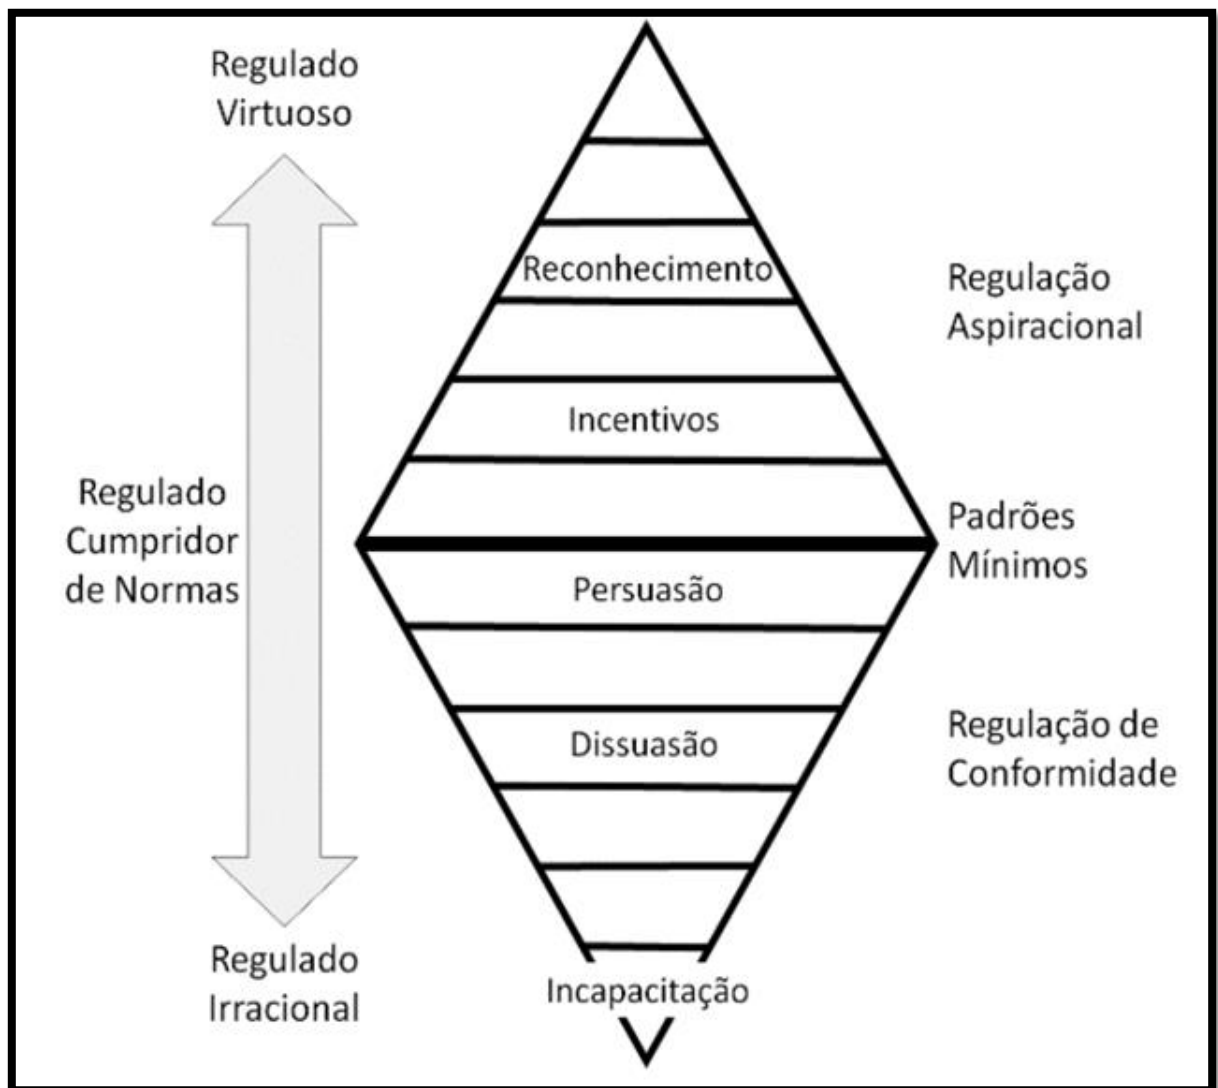 Regulado
Virtuoso
Reconhecimento
Regulação
Aspiracional
Incentivos
Regulado
Cumpridor
de Normas
Padrões
Mínimos
Persuasão
Dissuasão
Regulação de
Conformidade
Regulado
Irracional
Incapacitação